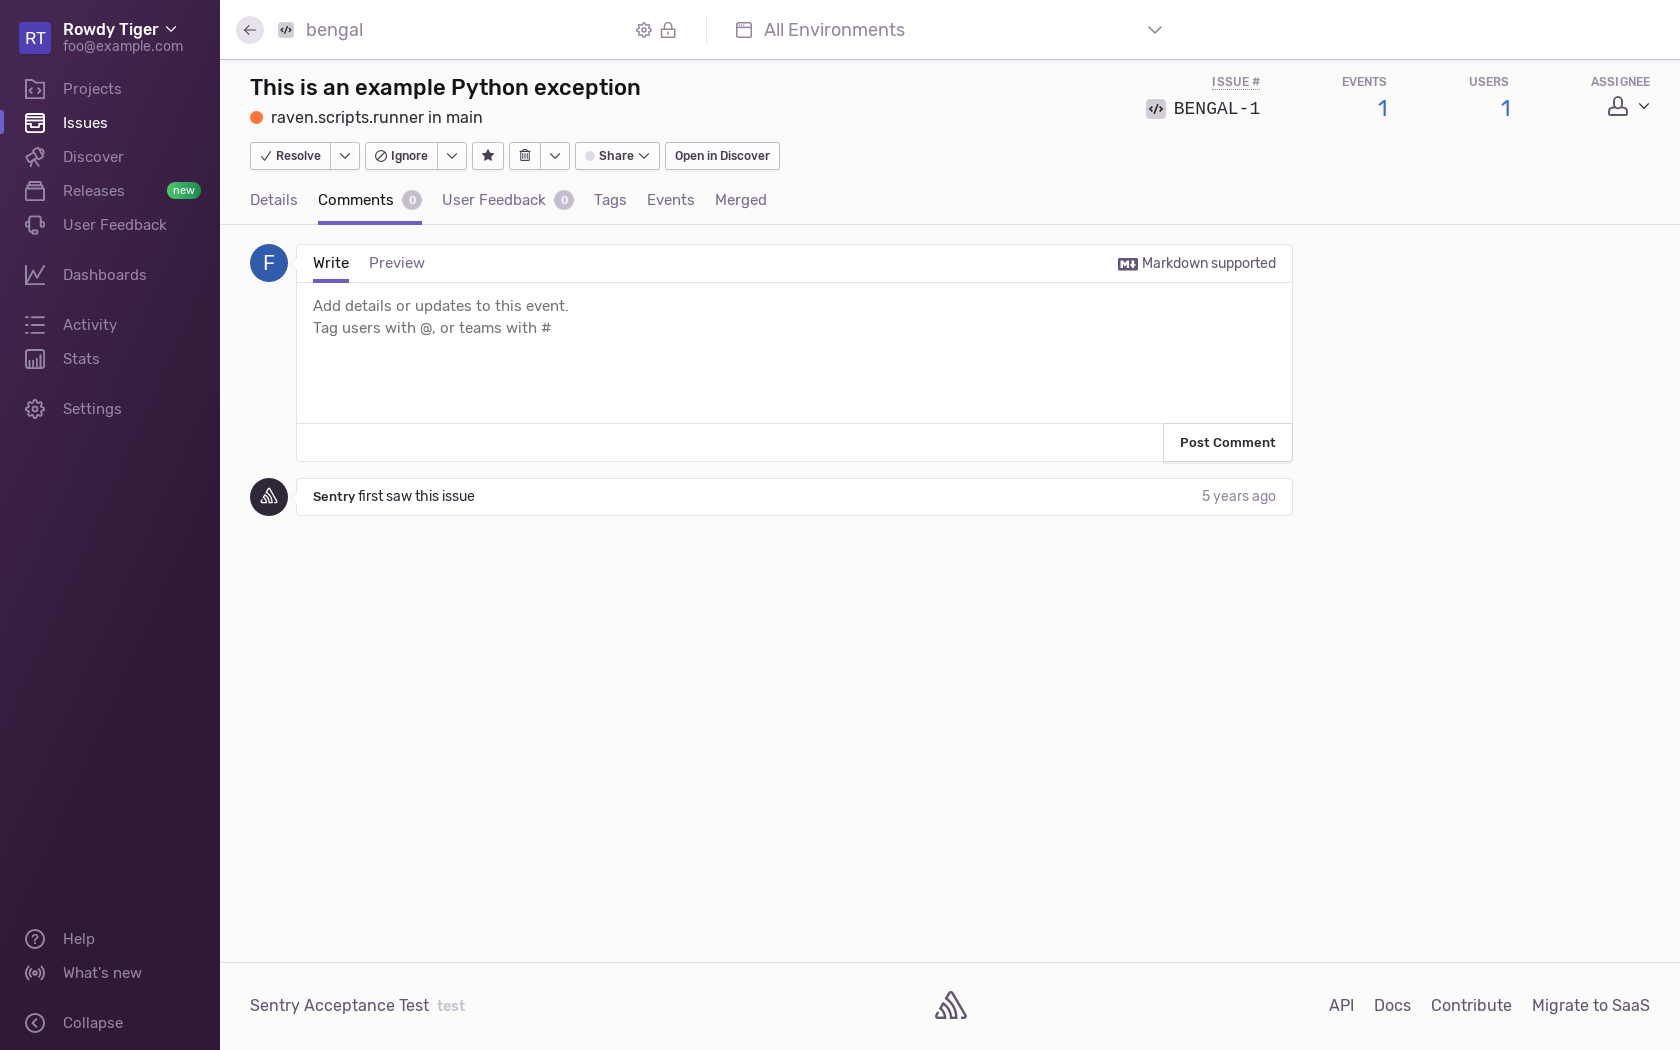 RT
Rowdy Tiger
foo@example.com
Projects
Issues
Discover
Releases new
User Feedback
Dashboards
Activity
Stats
Settings
Help
What's new
Collapse
bengal
All Environments
This is an example Python exception
raven.scripts.runner in main
ISSUE # EVENTS USERS ASSIGNEE
BENGAL-1 1 1
Resolve Ignore Share Open in Discover
Details Comments 0 User Feedback 0 Tags Events Merged
F
Write Preview Markdown supported
Add details or updates to this event.
Tag users with @, or teams with #
Post Comment
Sentry first saw this issue 5 years ago
Sentry Acceptance Test test
API Docs Contribute Migrate to SaaS